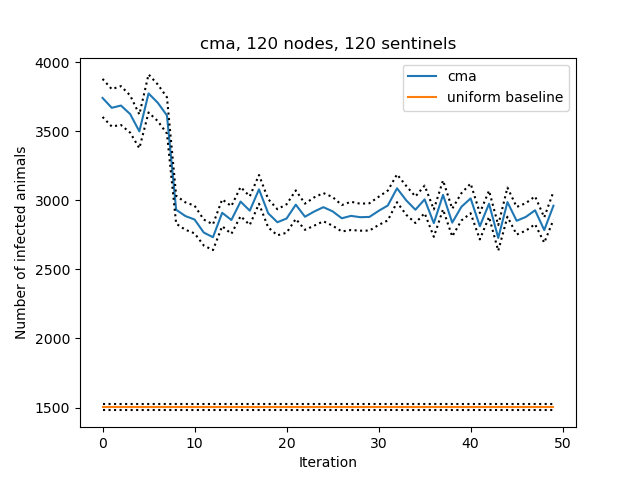 cma, 120 nodes, 120 sentinels
4000
3500
3000
2500
2000
1500
Number of infected animals
cma
uniform baseline
0 10 20 30 40 50
Iteration